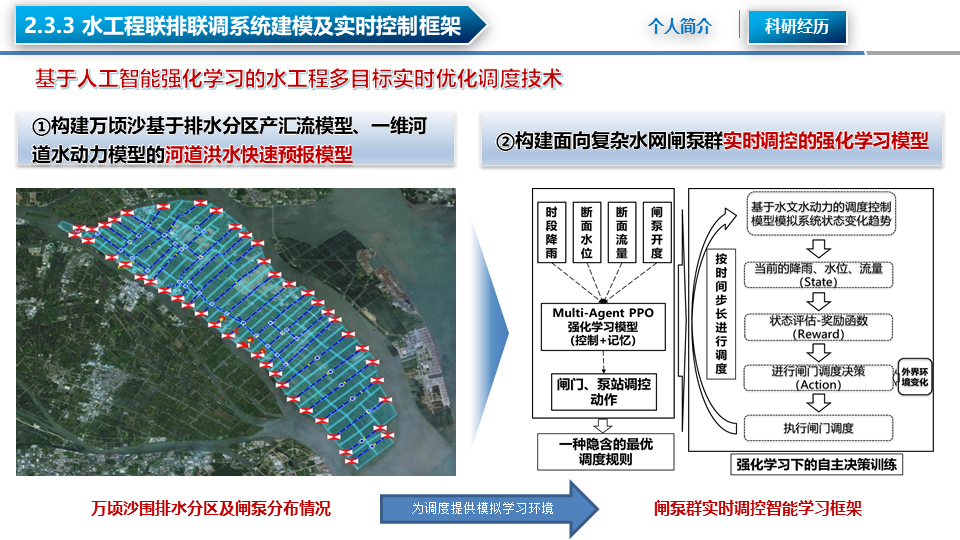 2.3.3 水工程联排联调系统建模及实时控制框架
个人简介
科研经历
基于人工智能强化学习的水工程多目标实时优化调度技术
①构建万顷沙基于排水分区产汇流模型、一维河
道水动力模型的河道洪水快速预报模型
②构建面向复杂水网闸泵群实时调控的强化学习模型
时段降雨
断面水位
断面流量
闸泵开度
Multi-Agent PPO
强化学习模型
(控制+记忆)
闸门、泵站调控
动作
一种隐含的最优
调度规则
按时间步长进行调度
基于水文水动力的调度控制
模型模拟系统状态变化趋势
当前的降雨、水位、流量
(State)
状态评估-奖励函数
(Reward)
进行闸门调度决策
(Action)
外界环
境变化
执行闸门调度
强化学习下的自主决策训练
万顷沙围排水分区及闸泵分布情况
为调度提供模拟学习环境
闸泵群实时调控智能学习框架